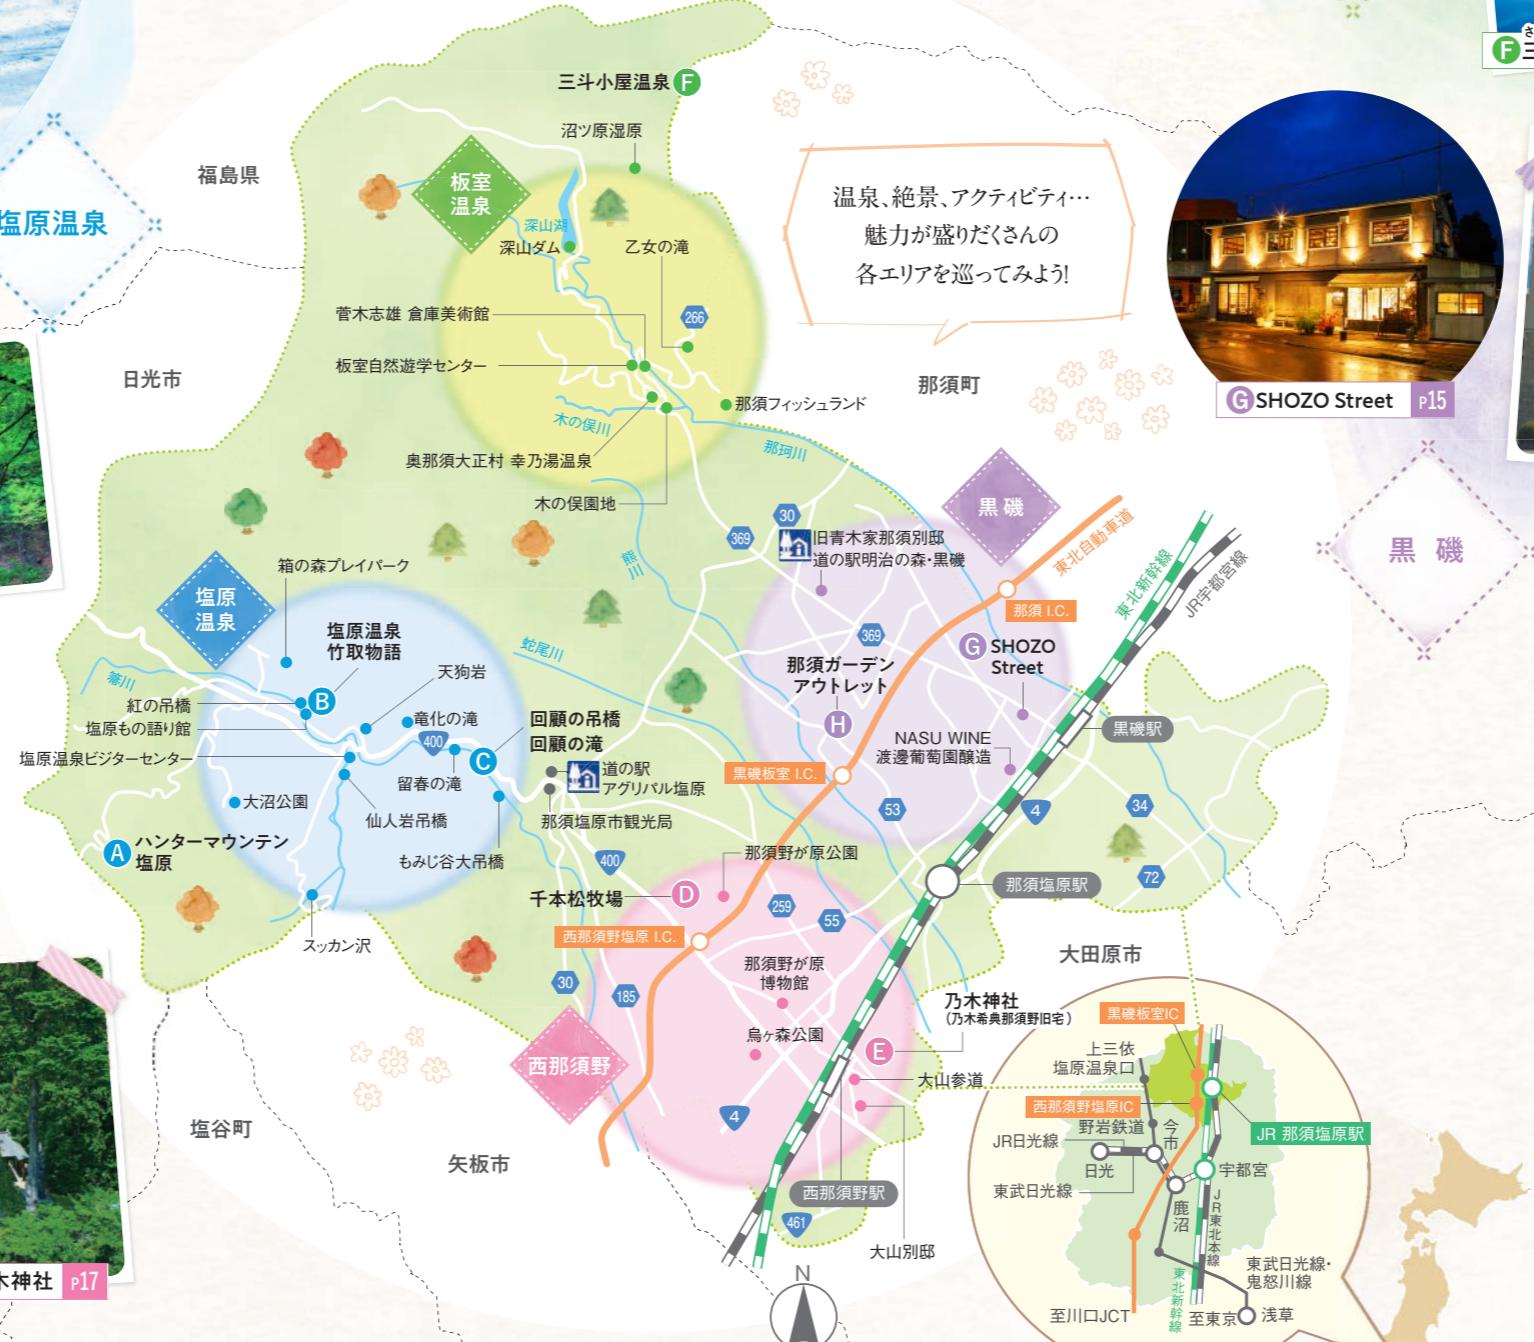 三斗小屋温泉 F
沼ッ原湿原
福島県
板室
温泉
塩原温泉
深山湖
深山ダム
乙女の滝
温泉、絶景、アクティビティ…
魅力が盛りだくさんの
各エリアを巡ってみよう!
F
G SHOZO Street P15
菅木志雄 倉庫美術館
266
板室自然遊学センター
日光市
那須町
那須フィッシュランド
木の俣川
那珂川
奥那須大正村 幸乃湯温泉
木の俣園地
黒磯
黒 磯
30
369
旧青木家那須別邸
道の駅明治の森・黒磯
東北自動車道
東北新幹線
JR宇都宮線
熊川
箱の森プレイパーク
塩原
温泉
那須 I.C.
塩原温泉
竹取物語
B
蛇尾川
369
G SHOZO
Street
那須ガーデン
アウトレット
H
天狗岩
箒川
紅の吊橋
塩原もの語り館
竜化の滝
400
回顧の吊橋
回顧の滝
C
塩原温泉ビジターセンター
留春の滝
道の駅
アグリパル塩原
黒磯駅
NASU WINE
渡邊葡萄園醸造
黒磯板室 I.C.
大沼公園
仙人岩吊橋
那須塩原市観光局
53
4
34
A ハンターマウンテン
塩原
もみじ谷大吊橋
那須野が原公園
400
72
千本松牧場 D
那須塩原駅
259
55
西那須野塩原 I.C.
スッカン沢
大田原市
那須野が原
博物館
30
185
乃木神社
(乃木希典那須野旧宅)
E
烏ヶ森公園
西那須野
大山参道
4
塩谷町
矢板市
西那須野駅
461
大山別邸
木神社 P17
N
黒磯板室IC
上三依
塩原温泉口
西那須野塩原IC
野岩鉄道
今市
JR日光線
JR 那須塩原駅
日光
宇都宮
東武日光線
鹿沼
JR東北本線
東武日光線・
鬼怒川線
東北新幹線
至川口JCT
至東京
浅草